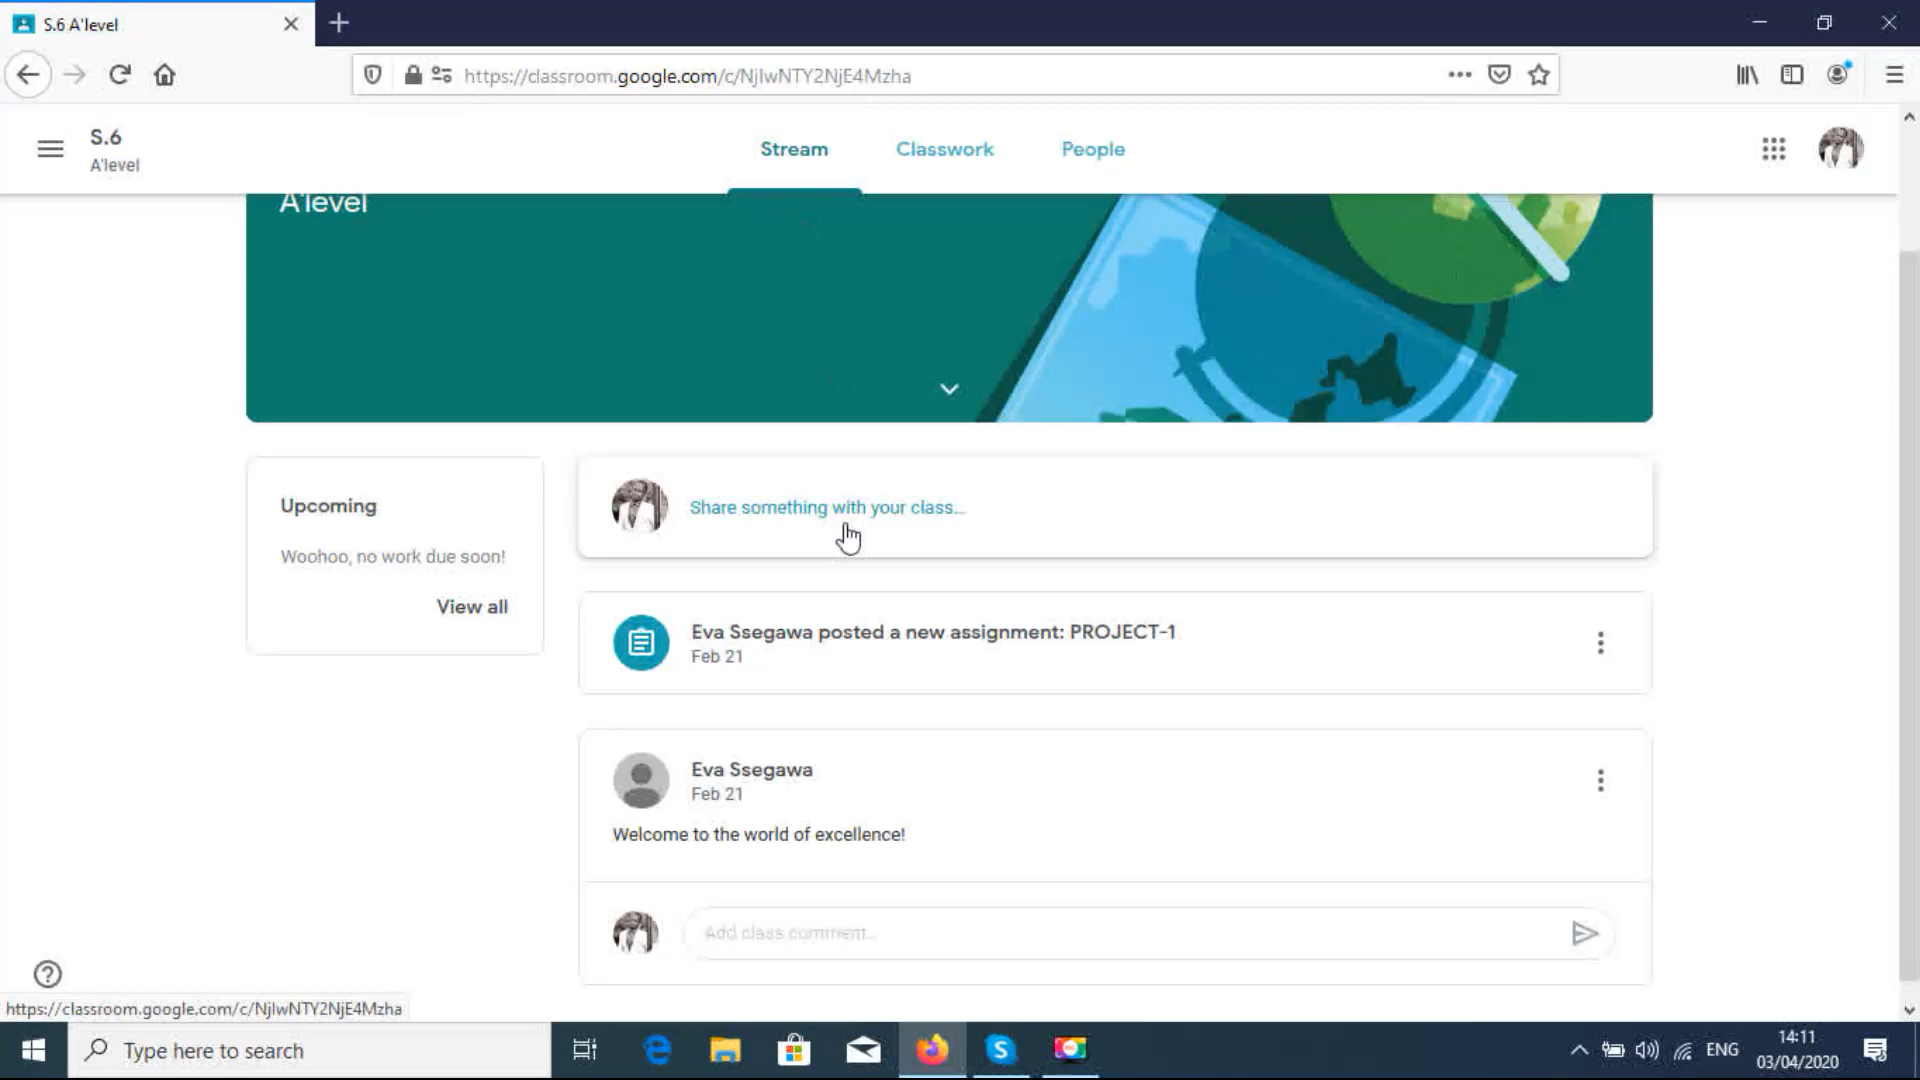 S.6 A'level
https://classroom.google.com/c/NjIwNTY2NjE4Mzha
S.6
A'level
Stream
Classwork
People
A'level
Upcoming
Woohoo, no work due soon!
View all
Share something with your class...
Eva Ssegawa posted a new assignment: PROJECT-1
Feb 21
Eva Ssegawa
Feb 21
Welcome to the world of excellence!
Add class comment...
https://classroom.google.com/c/NjIwNTY2NjE4Mzha
Type here to search
ENG
14:11
03/04/2020